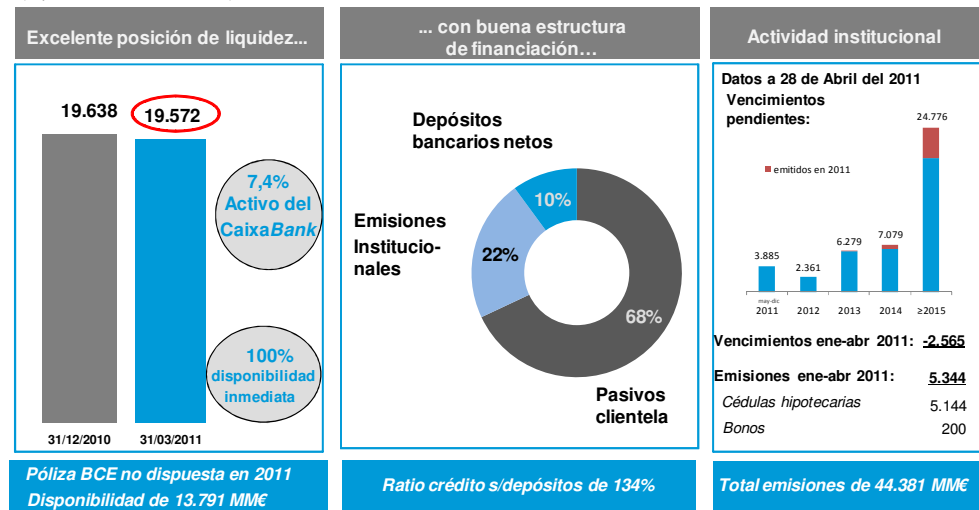 Excelente posición de liquidez...
19.638
19.572
7,4%
Activo del
CaixaBank
100%
disponibilidad
inmediata
31/12/2010
31/03/2011
Póliza BCE no dispuesta en 2011
Disponibilidad de 13.791 MM€
... con buena estructura
de financiación…
Depósitos
bancarios netos
10%
Emisiones
Institucio-
nales
22%
68%
Pasivos
clientela
Ratio crédito s/depósitos de 134%
Actividad institucional
Datos a 28 de Abril del 2011
Vencimientos
pendientes:
24.776
emitidos en 2011
3.885
2.361
6.279
7.079
may-dic
2011
2012
2013
2014
≥2015
Vencimientos ene-abr 2011: -2.565
Emisiones ene-abr 2011: 5.344
Cédulas hipotecarias 5.144
Bonos 200
Total emisiones de 44.381 MM€